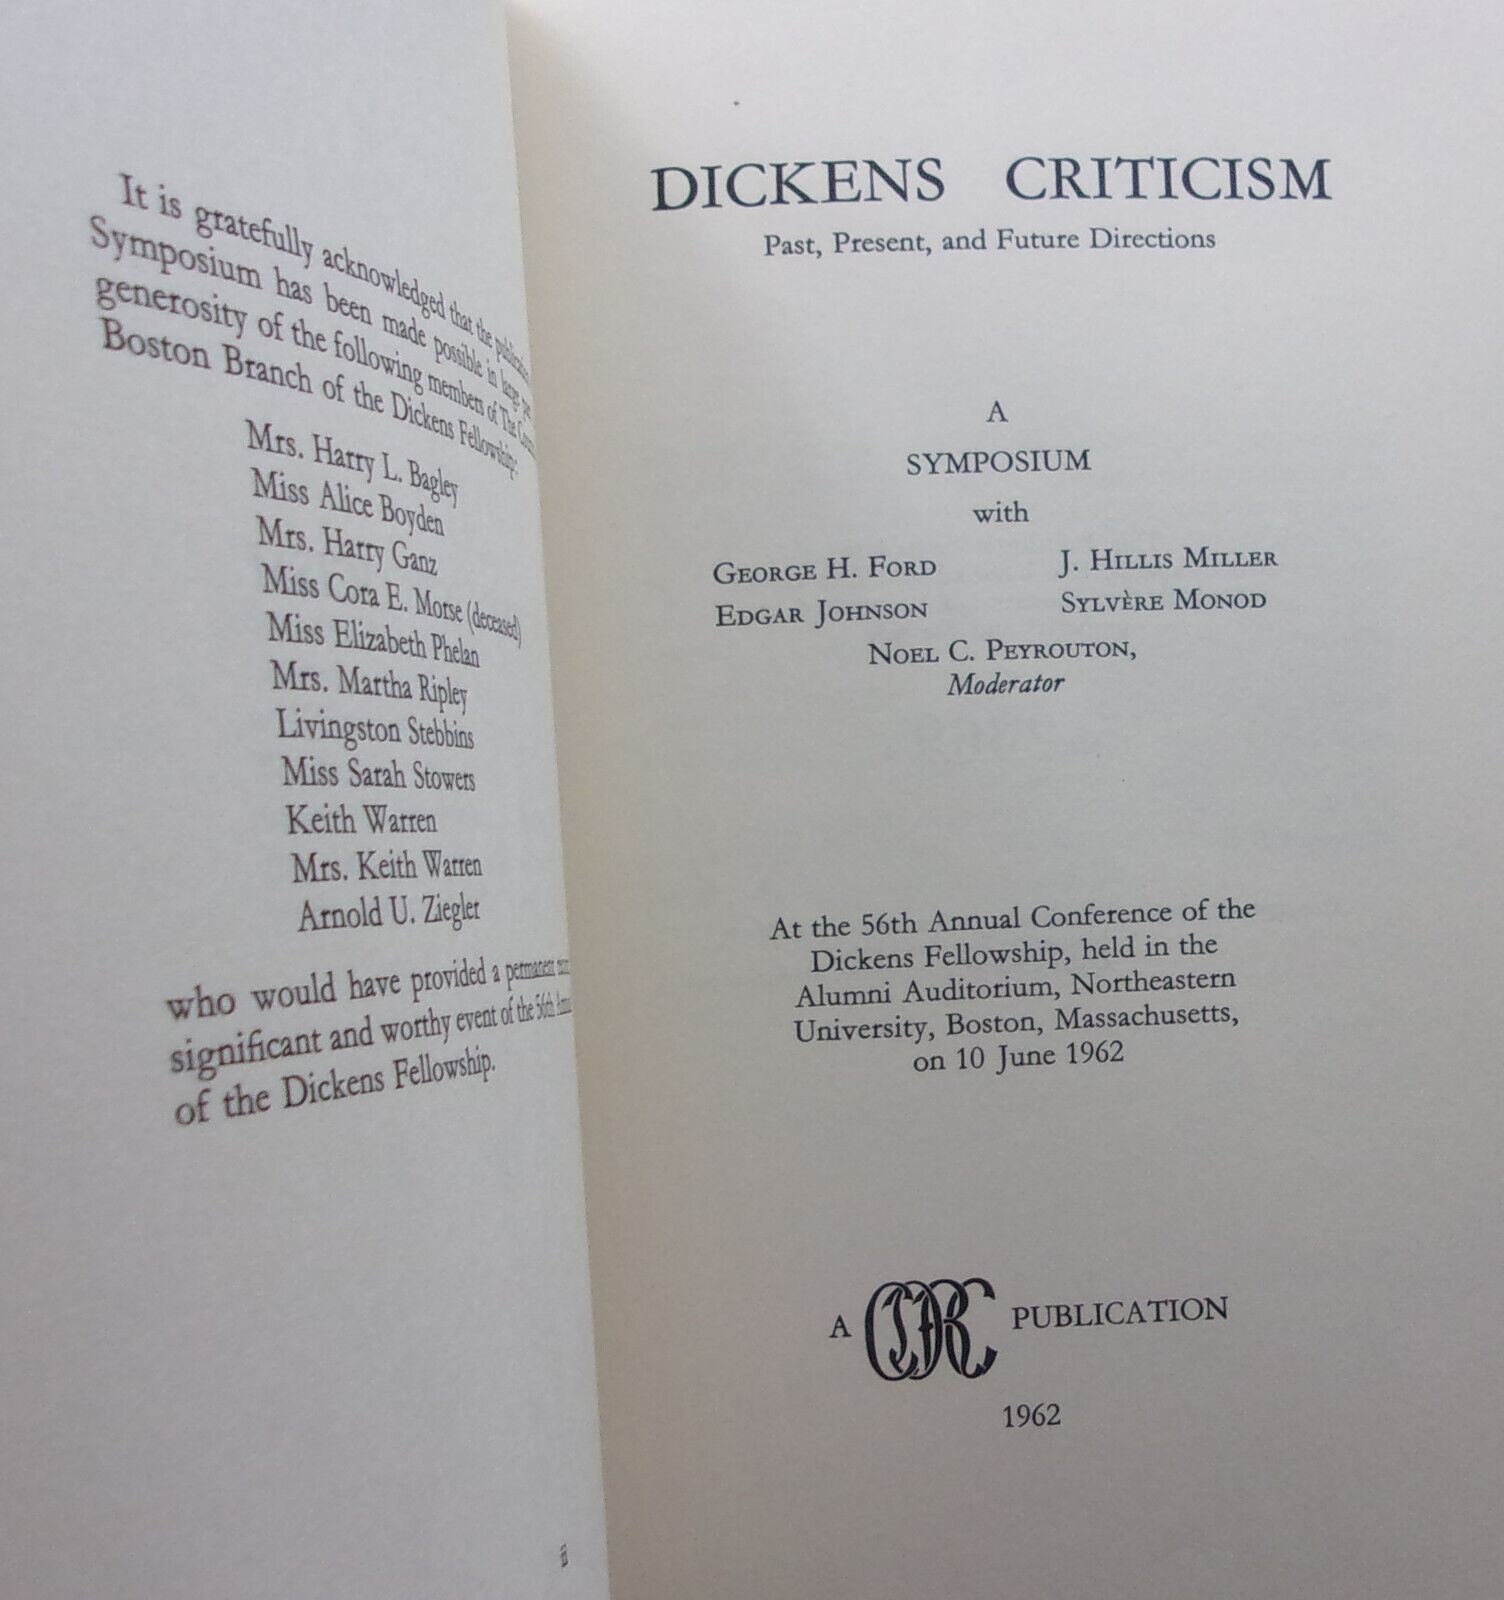 It is gratefully acknowledged that the
Symposium has been made possible in large
generosity of the following members of The
Boston Branch of the Dickens Fellowship:
Mrs. Harry L. Bagley
Miss Alice Boyden
Mrs. Harry Ganz
Miss Cora E. Morse (deceased)
Miss Elizabeth Phelan
Mrs. Martha Ripley
Livingston Stebbins
Miss Sarah Stowers
Keith Warren
Mrs. Keith Warren
Arnold U. Ziegler
who would have provided a permanent
significant and worthy event of the 56th
of the Dickens Fellowship.
ii
DICKENS CRITICISM
Past, Present, and Future Directions
A
SYMPOSIUM
with
GEORGE H. FORD J. HILLIS MILLER
EDGAR JOHNSON SYLVÈRE MONOD
NOEL C. PEYROUTON,
Moderator
At the 56th Annual Conference of the
Dickens Fellowship, held in the
Alumni Auditorium, Northeastern
University, Boston, Massachusetts,
on 10 June 1962
A PUBLICATION
1962